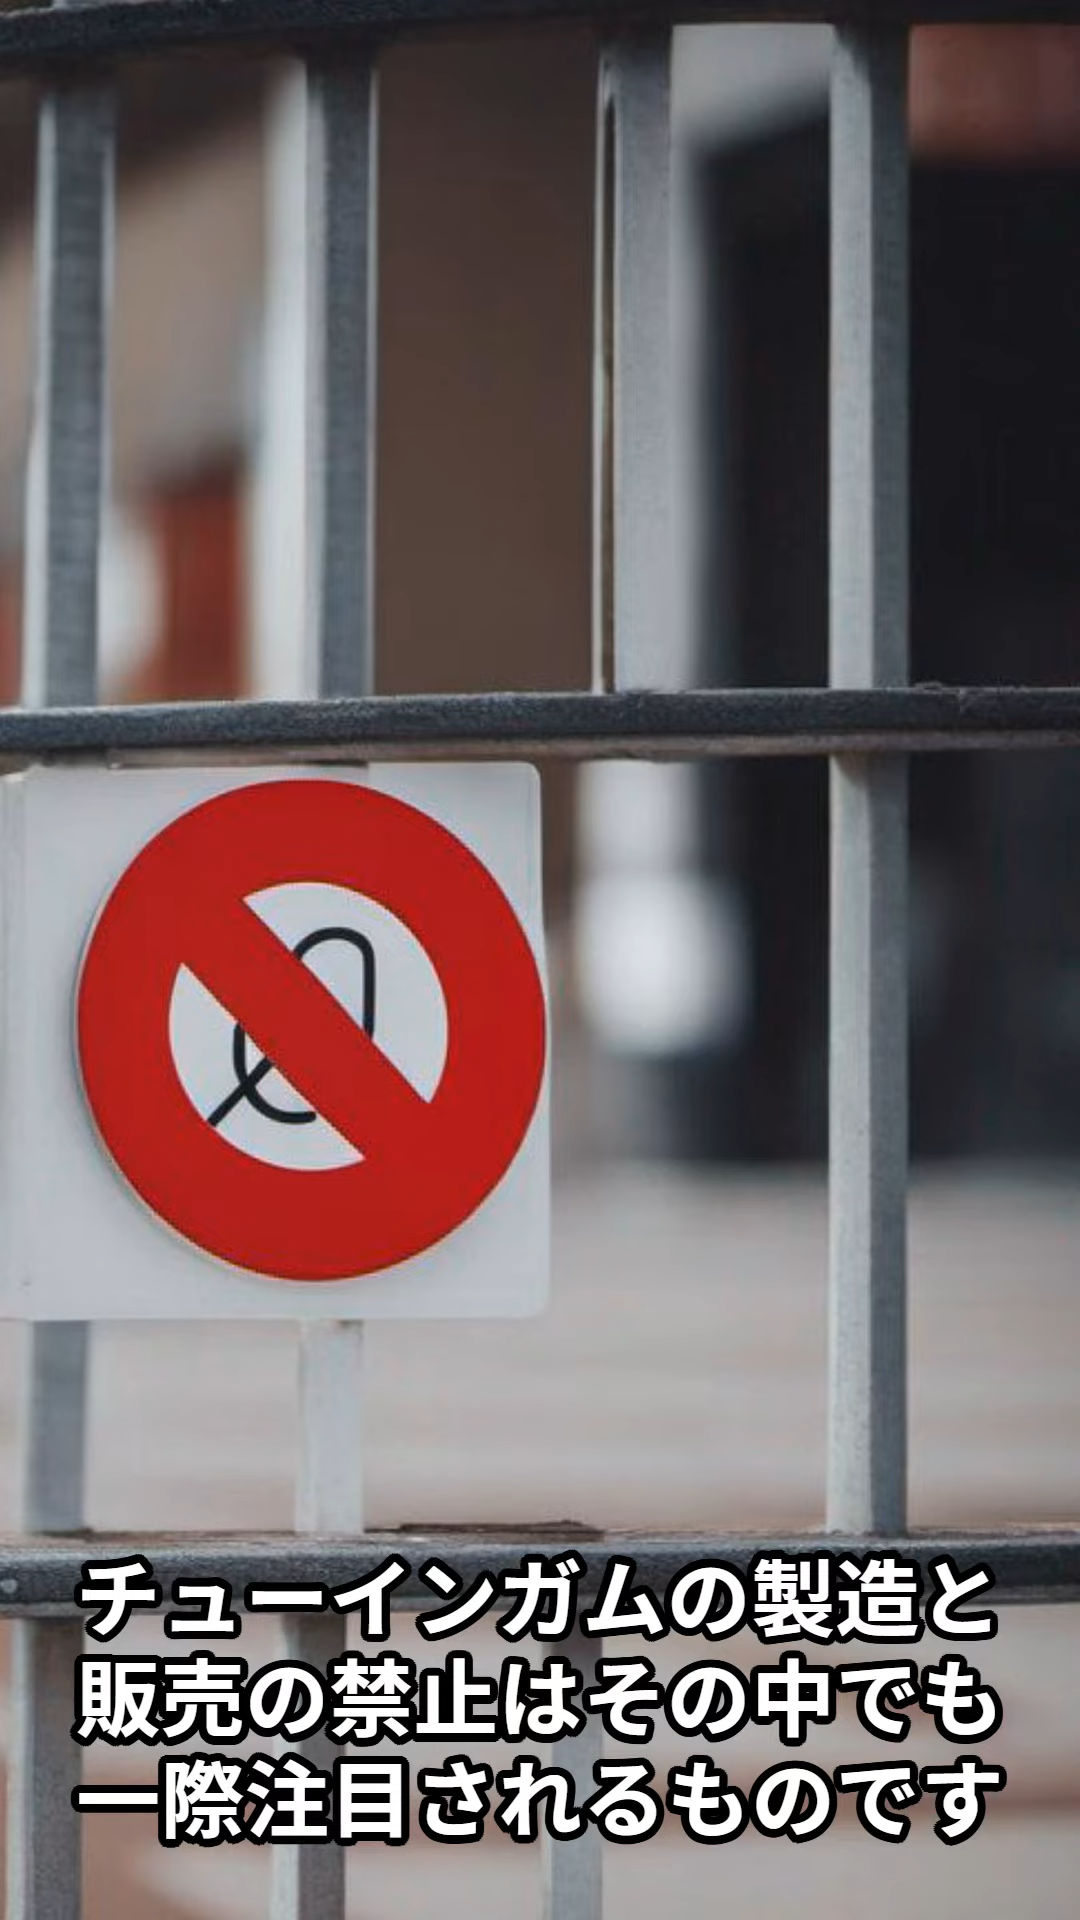 チューインガムの製造と
販売の禁止はその中でも
一際注目されるものです